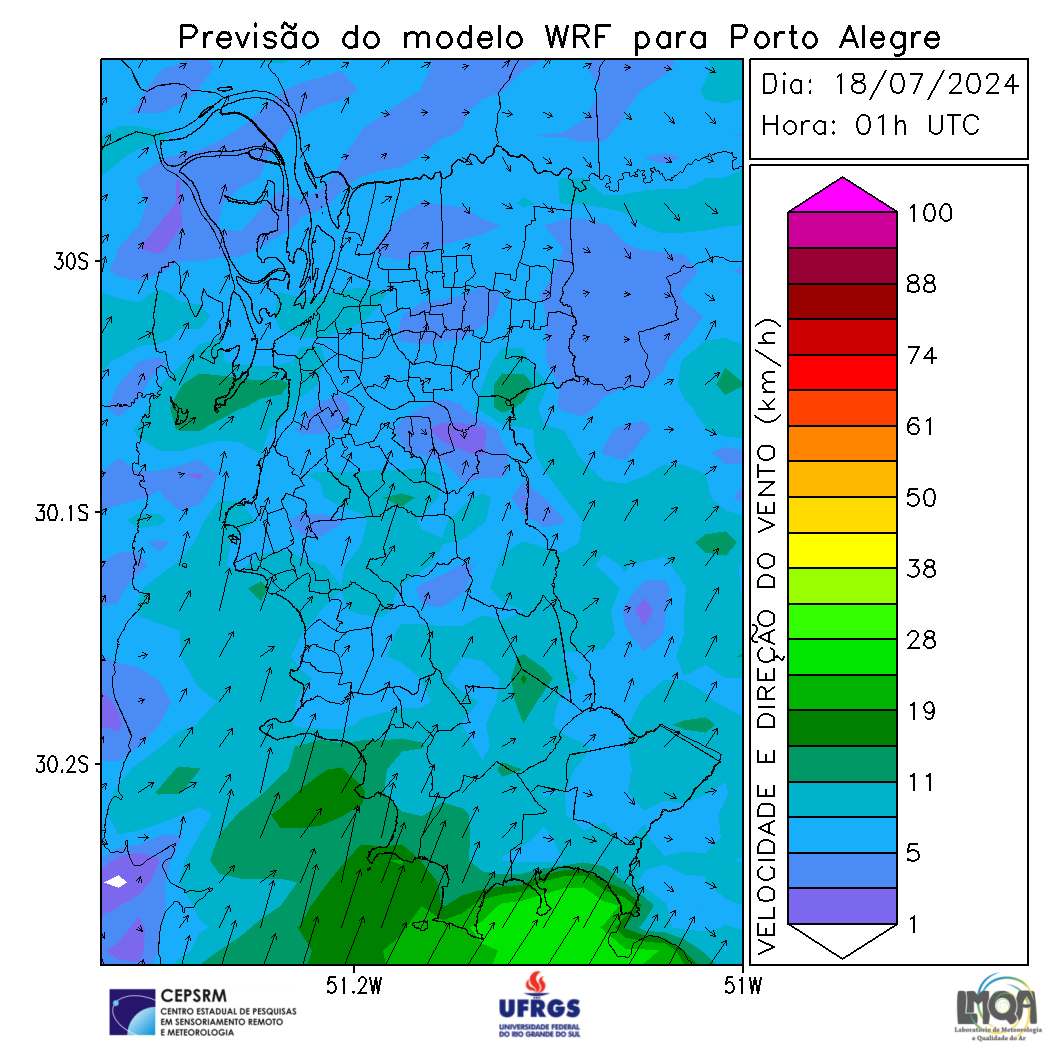 Previsão do modelo WRF para Porto Alegre
Dia: 18/07/2024
Hora: 01h UTC
30S
30.1S
30.2S
51.2W
51W
VELOCIDADE E DIREÇÃO DO VENTO (km/h)
100
88
74
61
50
38
28
19
11
5
1
CEPSRM
CENTRO ESTADUAL DE PESQUISAS
EM SENSORIAMENTO REMOTO
E METEOROLOGIA
UFRGS
UNIVERSIDADE FEDERAL
DO RIO GRANDE DO SUL
LMQA
Laboratório de Meteorologia
e Qualidade do Ar